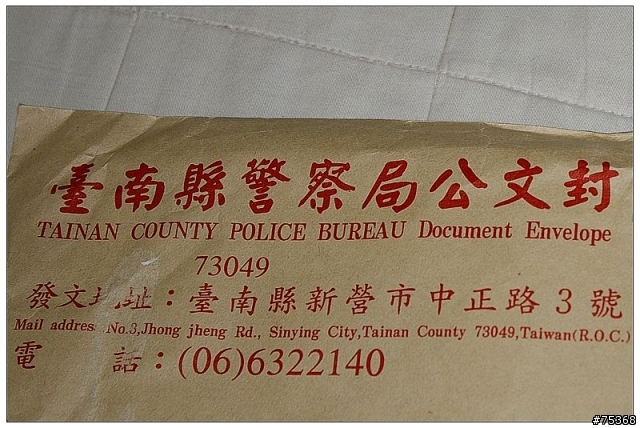 臺南縣警察局公文封
TAINAN COUNTY POLICE BUREAU Document Envelope
73049
發文地址：臺南縣新營市中正路3號
Mail address No.3,Jhong jheng Rd., Sinying City,Tainan County 73049,Taiwan(R.O.C.)
電 話：(06)6322140
#75368